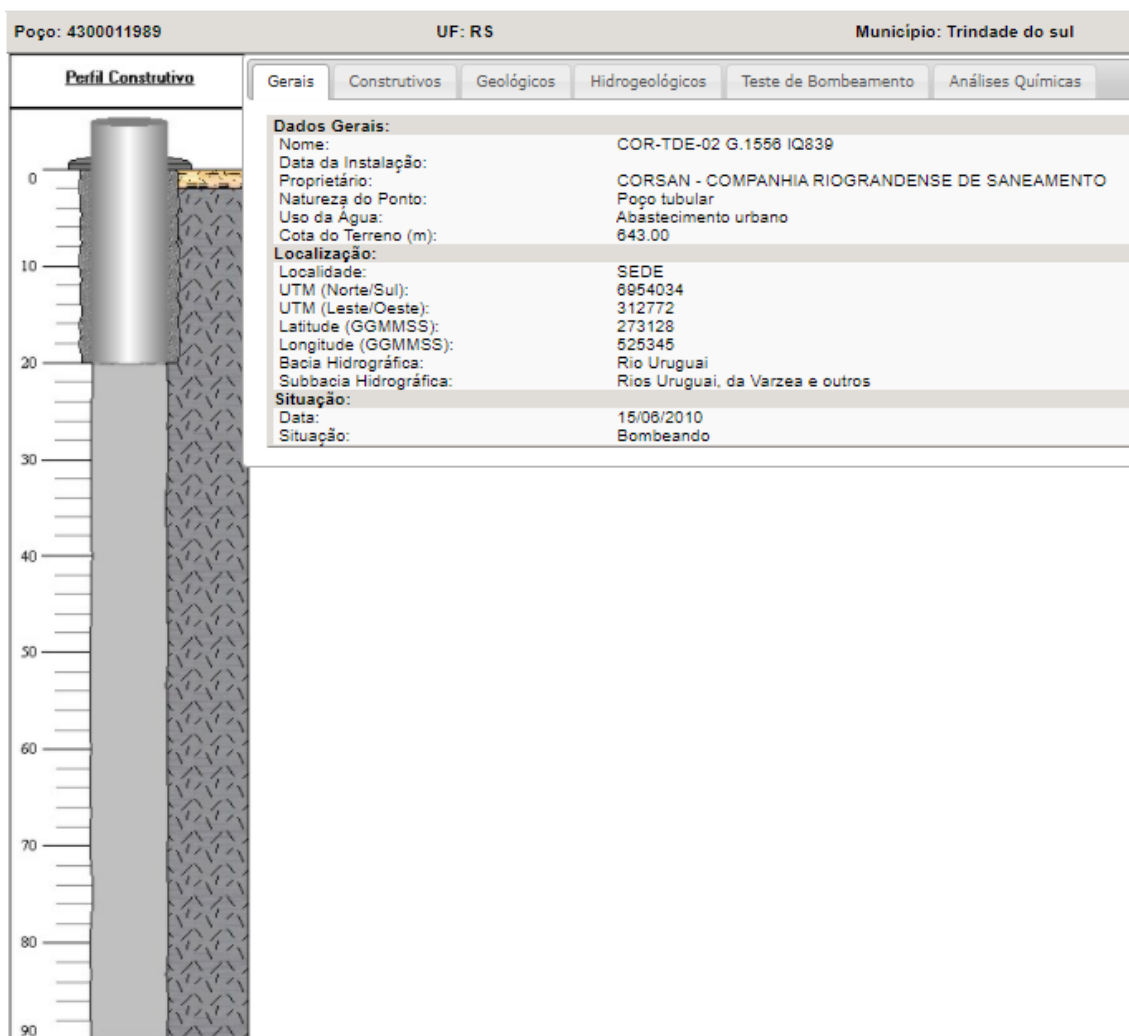 Poço: 4300011989 UF: RS Município: Trindade do sul
Perfil Construtivo
Gerais Construtivos Geológicos Hidrogeológicos Teste de Bombeamento Análises Químicas
Dados Gerais:
Nome: COR-TDE-02 G.1556 IQ839
Data da Instalação:
Proprietário: CORSAN - COMPANHIA RIOGRANDENSE DE SANEAMENTO
Natureza do Ponto: Poço tubular
Uso da Água: Abastecimento urbano
Cota do Terreno (m): 643.00
Localização:
Localidade: SEDE
UTM (Norte/Sul): 6954034
UTM (Leste/Oeste): 312772
Latitude (GGMMSS): 273128
Longitude (GGMMSS): 525345
Bacia Hidrográfica: Rio Uruguai
Subbacia Hidrográfica: Rios Uruguai, da Varzea e outros
Situação:
Data: 15/06/2010
Situação: Bombeando
0
10
20
30
40
50
60
70
80
90